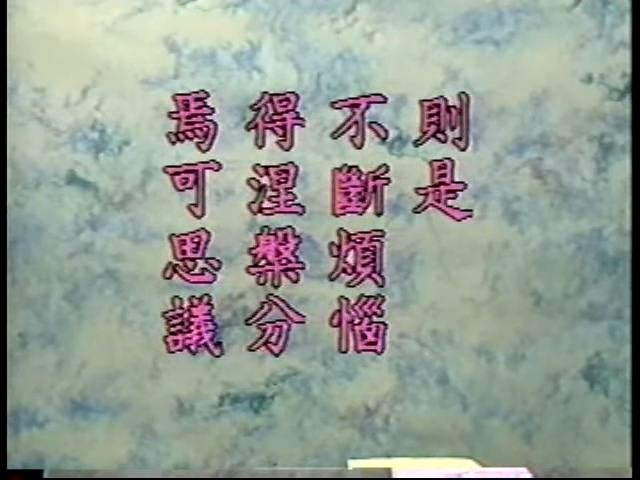 則是
不斷煩惱
得涅槃分
焉可思議